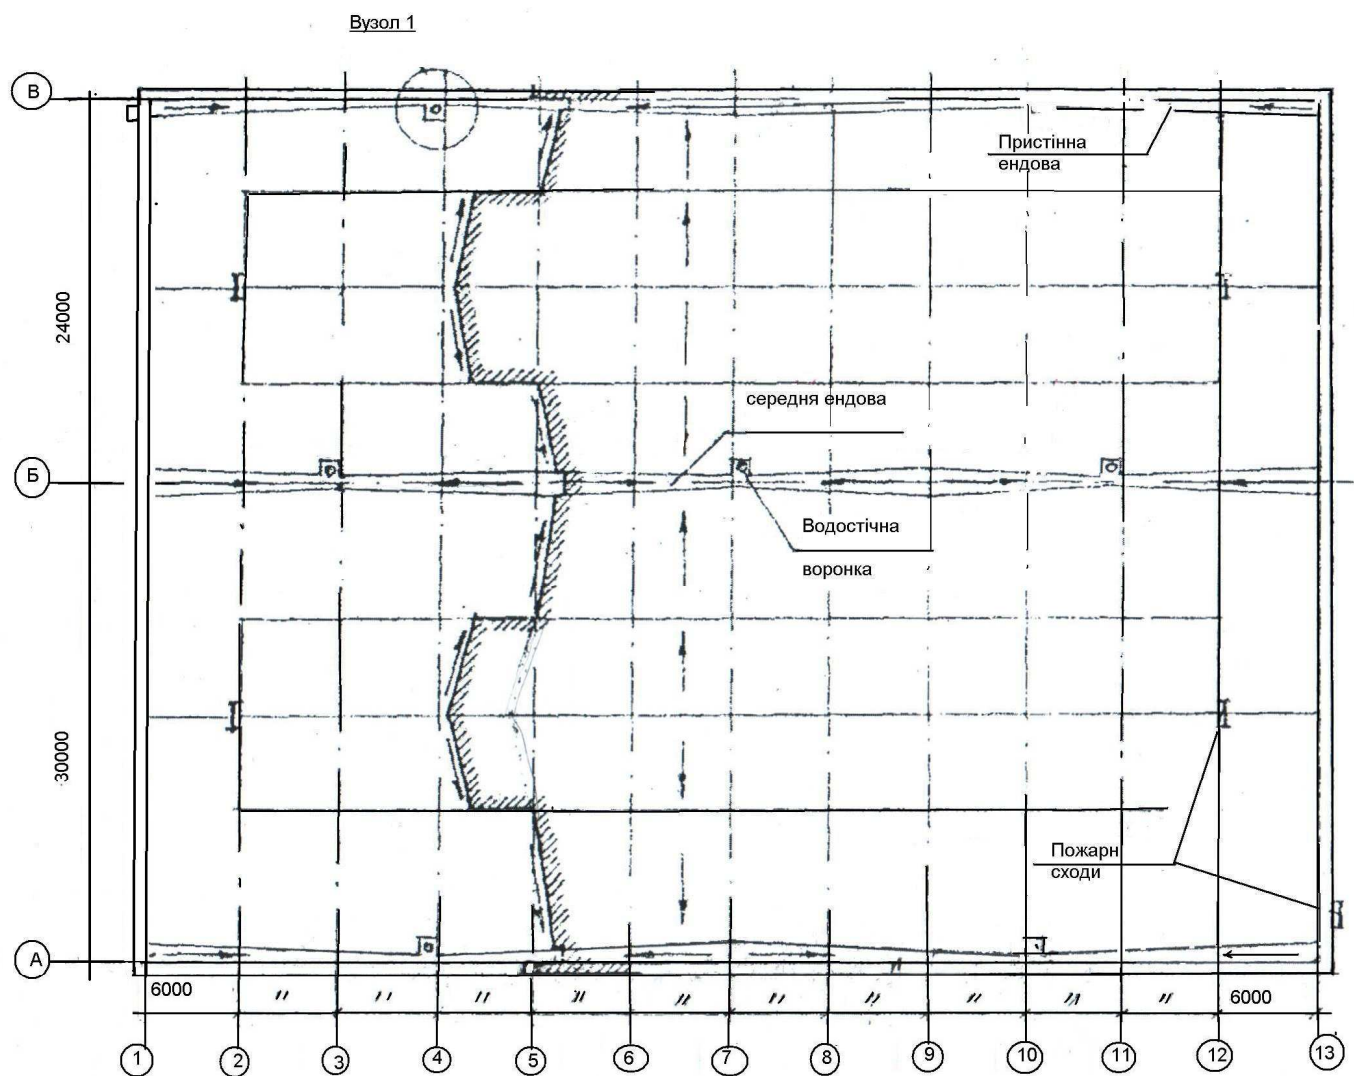 Вузол 1
В
Пристінна
ендова
24000
середня ендова
Б
Водостічна
воронка
30000
Пожарн
сходи
А
6000 " " " " " " " " " " 6000
1 2 3 4 5 6 7 8 9 10 11 12 13